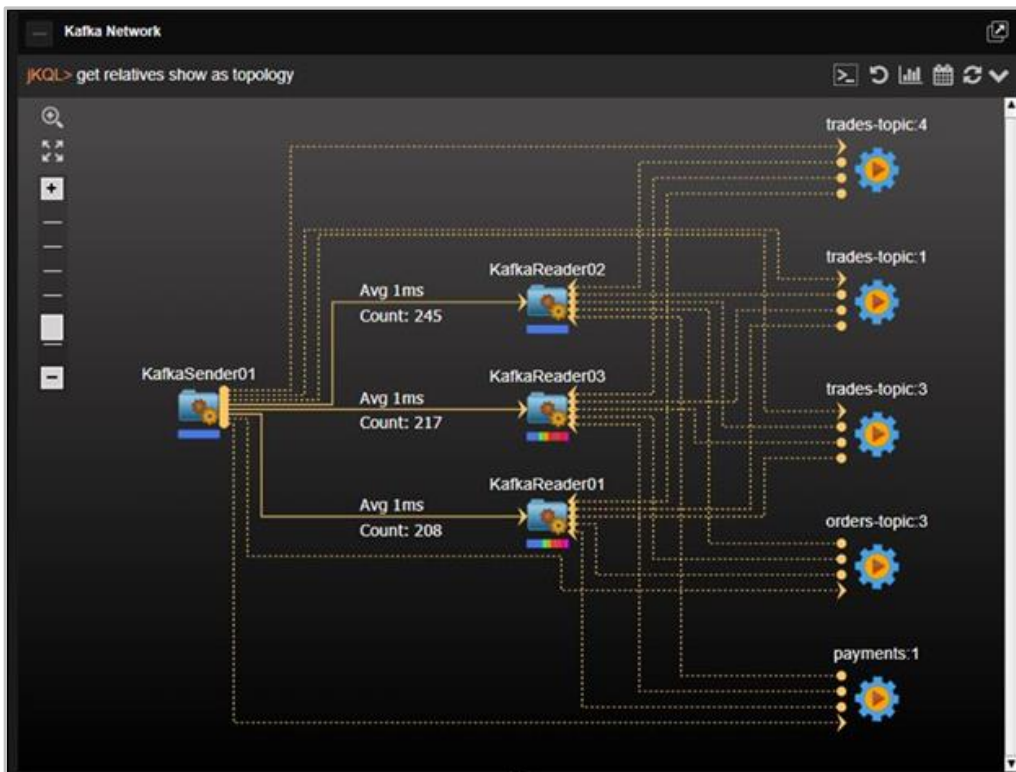 Kafka Network
jKQL> get relatives show as topology
trades-topic:4
trades-topic:1
KafkaReader02
Avg 1ms
Count: 245
KafkaSender01
KafkaReader03
trades-topic:3
Avg 1ms
Count: 217
KafkaReader01
Avg 1ms
Count: 208
orders-topic:3
payments:1